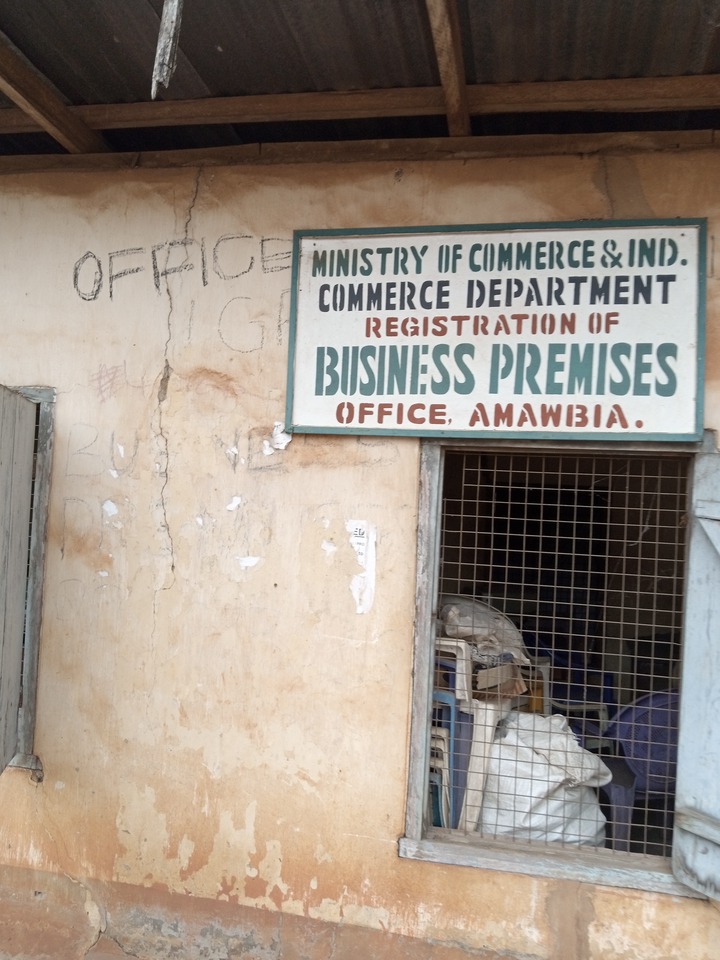 MINISTRY OF COMMERCE & IND.
COMMERCE DEPARTMENT
REGISTRATION OF
BUSINESS PREMISES
OFFICE, AMAWBIA.
OFFICE